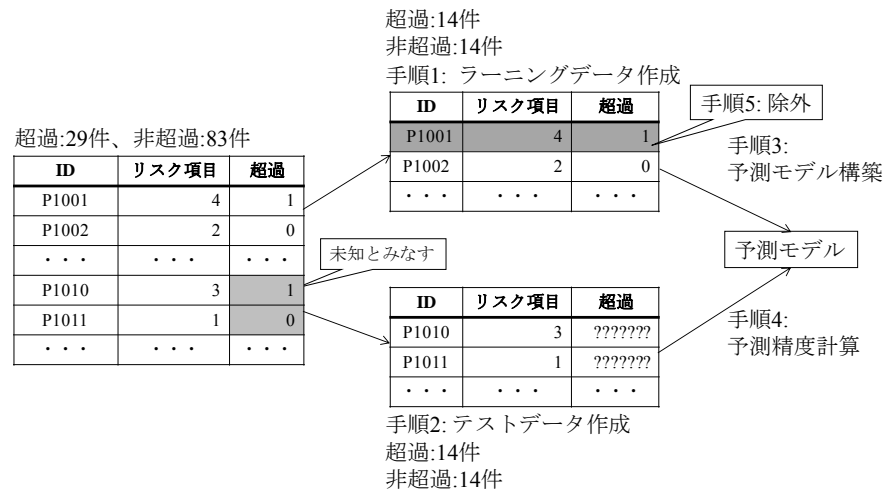 超過:14件
非超過:14件
手順1: ラーニングデータ作成
ID リスク項目 超過
P1001 4 1
P1002 2 0
・・・ ・・・ ・・・
手順5: 除外
手順3:
予測モデル構築
超過:29件、非超過:83件
ID リスク項目 超過
P1001 4 1
P1002 2 0
・・・ ・・・ ・・・
P1010 3 1
P1011 1 0
・・・ ・・・ ・・・
未知とみなす
予測モデル
ID リスク項目 超過
P1010 3 ???????
P1011 1 ???????
・・・ ・・・ ・・・
手順4:
予測精度計算
手順2: テストデータ作成
超過:14件
非超過:14件